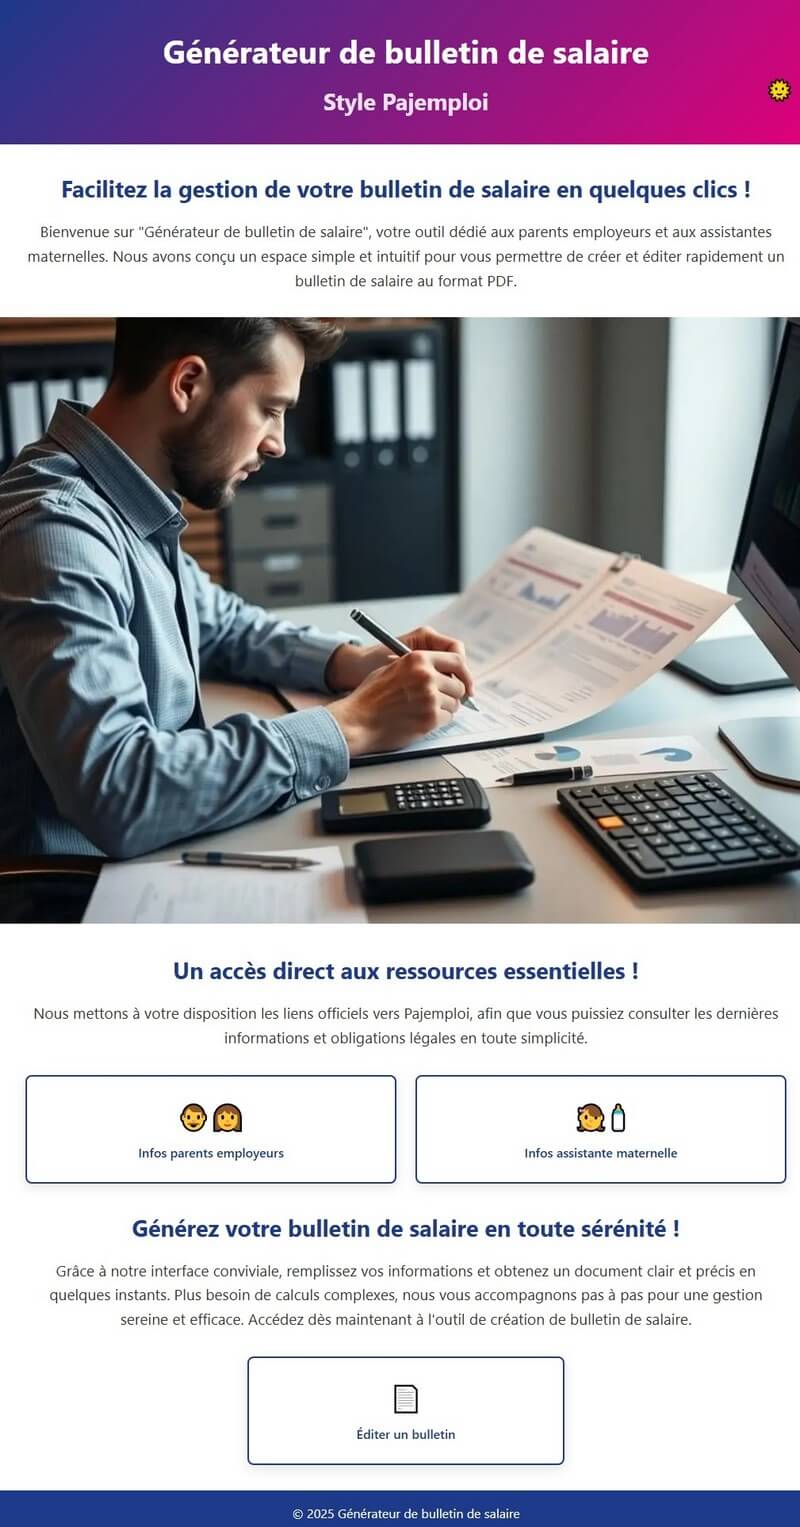 Générateur de bulletin de salaire
Style Pajemploi
Facilitez la gestion de votre bulletin de salaire en quelques clics !
Bienvenue sur "Générateur de bulletin de salaire", votre outil dédié aux parents employeurs et aux assistantes
maternelles. Nous avons conçu un espace simple et intuitif pour vous permettre de créer et éditer rapidement un
bulletin de salaire au format PDF.
Un accès direct aux ressources essentielles !
Nous mettons à votre disposition les liens officiels vers Pajemploi, afin que vous puissiez consulter les dernières
informations et obligations légales en toute simplicité.
Infos parents employeurs
Infos assistante maternelle
Générez votre bulletin de salaire en toute sérénité !
Grâce à notre interface conviviale, remplissez vos informations et obtenez un document clair et précis en
quelques instants. Plus besoin de calculs complexes, nous vous accompagnons pas à pas pour une gestion
sereine et efficace. Accédez dès maintenant à l'outil de création de bulletin de salaire.
Éditer un bulletin
© 2025 Générateur de bulletin de salaire